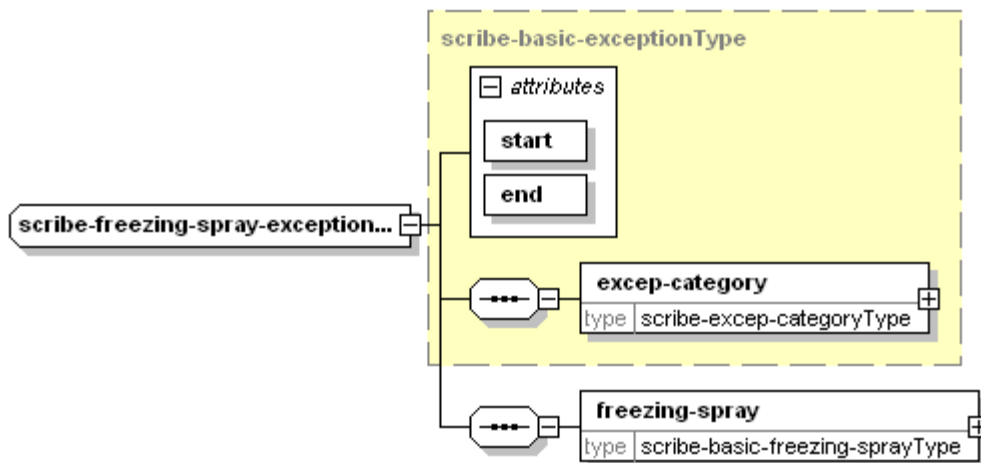 scribe-basic-exceptionType
attributes
start
end
scribe-freezing-spray-exception...
excep-category
type scribe-excep-categoryType
freezing-spray
type scribe-basic-freezing-sprayType